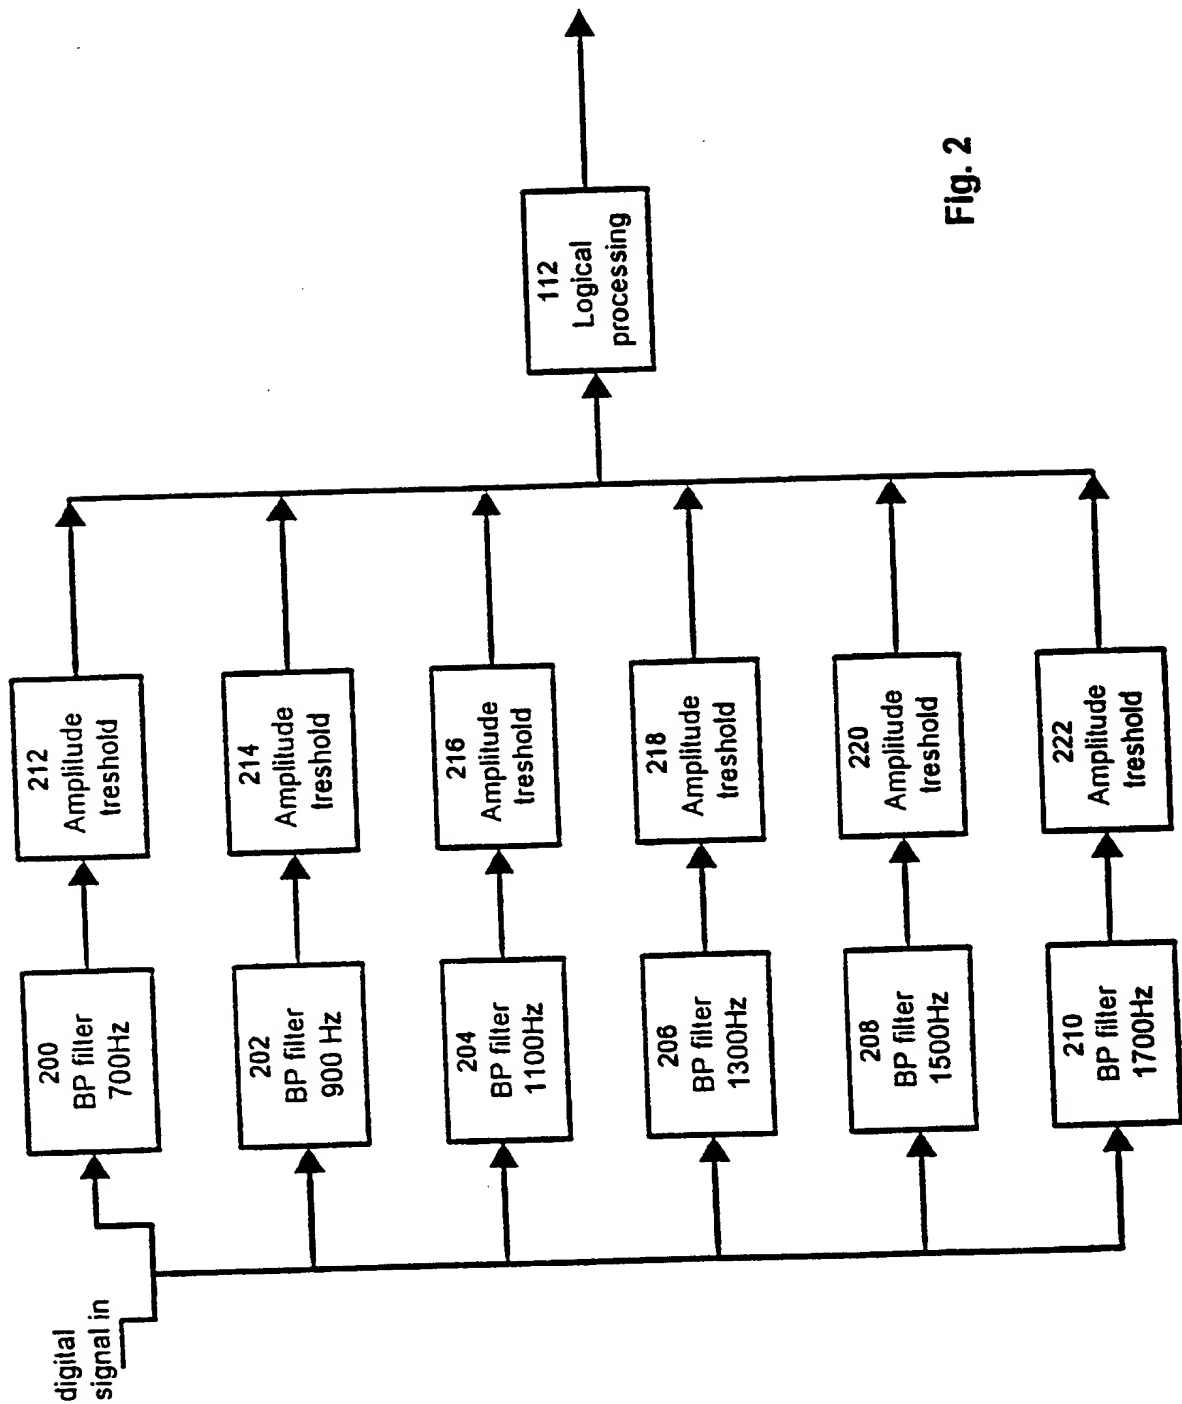 digital
signal in
200
BP filter
700Hz
212
Amplitude
treshold
202
BP filter
900 Hz
214
Amplitude
treshold
204
BP filter
1100Hz
216
Amplitude
treshold
206
BP filter
1300Hz
218
Amplitude
treshold
208
BP filter
1500Hz
220
Amplitude
treshold
210
BP filter
1700Hz
222
Amplitude
treshold
112
Logical
processing
Fig. 2